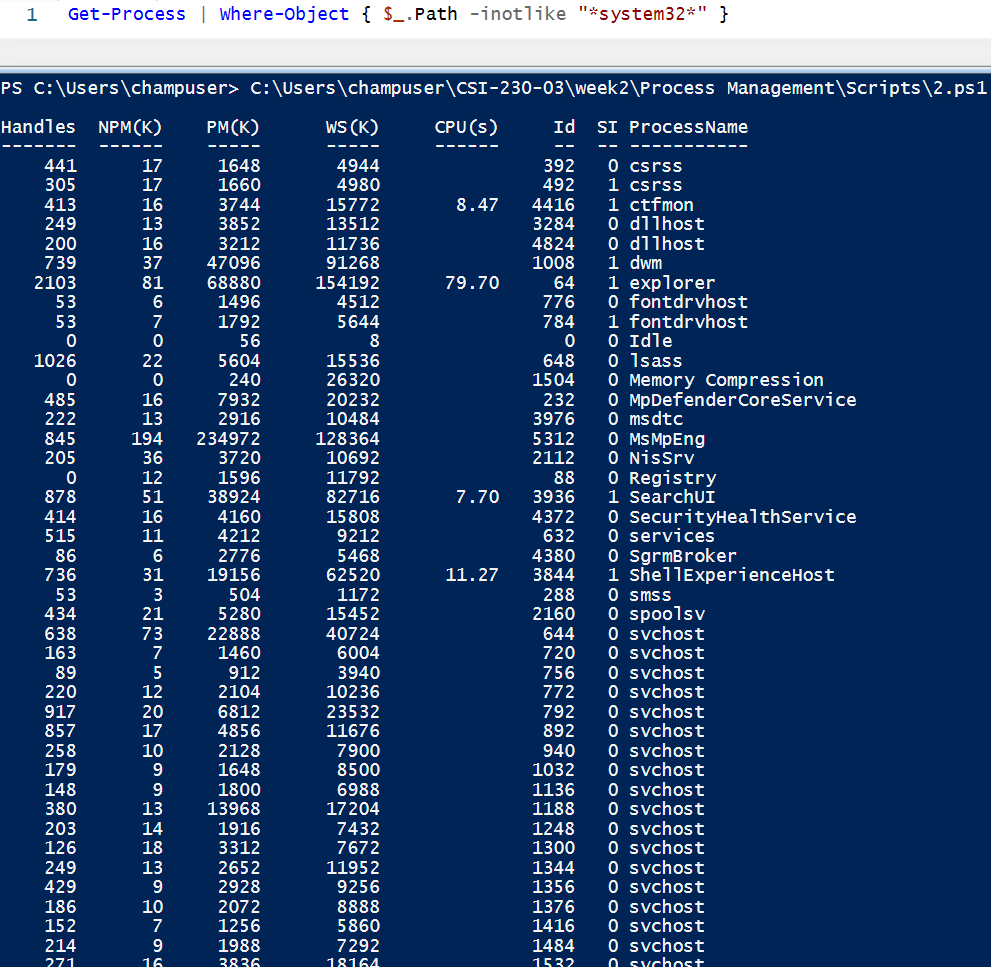 1 Get-Process | Where-Object { $_.Path -inotlike "*system32*" }
PS C:\Users\champuser> C:\Users\champuser\CSI-230-03\week2\Process Management\Scripts\2.ps1
Handles NPM(K) PM(K) WS(K) CPU(s) Id SI ProcessName
------- ------ ----- ----- ------ -- -- -----------
441 17 1648 4944 392 0 csrss
305 17 1660 4980 492 1 csrss
413 16 3744 15772 8.47 4416 1 ctfmon
249 13 3852 13512 3284 0 dllhost
200 16 3212 11736 4824 0 dllhost
739 37 47096 91268 1008 1 dwm
2103 81 68880 154192 79.70 64 1 explorer
53 6 1496 4512 776 0 fontdrvhost
53 7 1792 5644 784 1 fontdrvhost
0 0 56 8 0 0 Idle
1026 22 5604 15536 648 0 lsass
0 0 240 26320 1504 0 Memory Compression
485 16 7932 20232 232 0 MpDefenderCoreService
222 13 2916 10484 3976 0 msdtc
845 194 234972 128364 5312 0 MsMpEng
205 36 3720 10692 2112 0 NisSrv
0 12 1596 11792 88 0 Registry
878 51 38924 82716 7.70 3936 1 SearchUI
414 16 4160 15808 4372 0 SecurityHealthService
515 11 4212 9212 632 0 services
86 6 2776 5468 4380 0 SgrmBroker
736 31 19156 62520 11.27 3844 1 ShellExperienceHost
53 3 504 1172 288 0 smss
434 21 5280 15452 2160 0 spoolsv
638 73 22888 40724 644 0 svchost
163 7 1460 6004 720 0 svchost
89 5 912 3940 756 0 svchost
220 12 2104 10236 772 0 svchost
917 20 6812 23532 792 0 svchost
857 17 4856 11676 892 0 svchost
258 10 2128 7900 940 0 svchost
179 9 1648 8500 1032 0 svchost
148 9 1800 6988 1136 0 svchost
380 13 13968 17204 1188 0 svchost
203 14 1916 7432 1248 0 svchost
126 18 3312 7672 1300 0 svchost
249 13 2652 11952 1344 0 svchost
429 9 2928 9256 1356 0 svchost
186 10 2072 8888 1376 0 svchost
152 7 1256 5860 1416 0 svchost
214 9 1988 7292 1484 0 svchost
271 16 3836 18164 1532 0 svchost